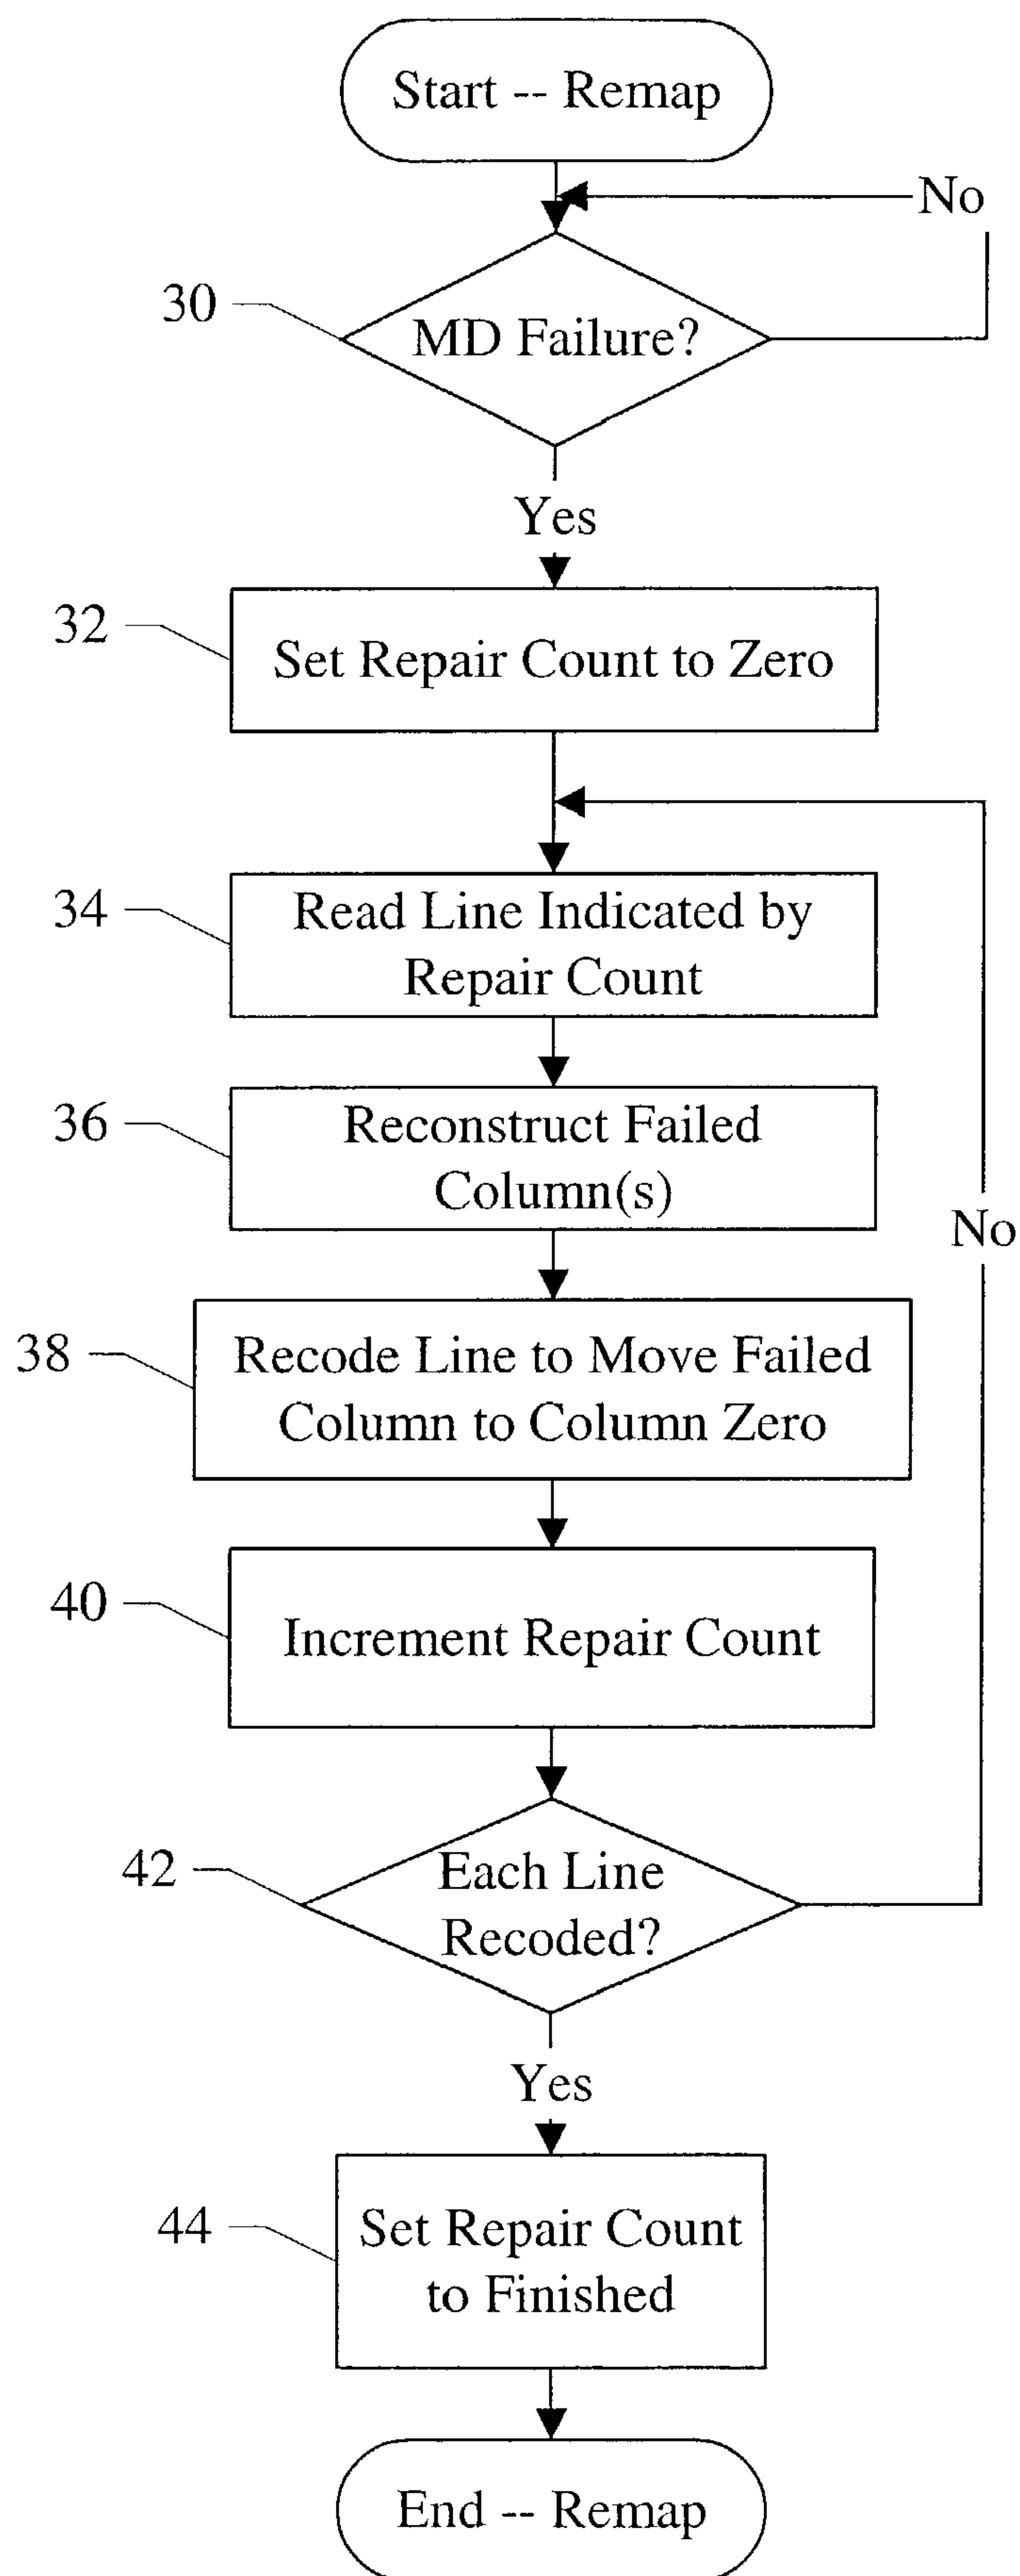 Start -- Remap
No
30
MD Failure?
Yes
32
Set Repair Count to Zero
34
Read Line Indicated by
Repair Count
36
Reconstruct Failed
Column(s)
No
38
Recode Line to Move Failed
Column to Column Zero
40
Increment Repair Count
42
Each Line
Recoded?
Yes
44
Set Repair Count
to Finished
End -- Remap